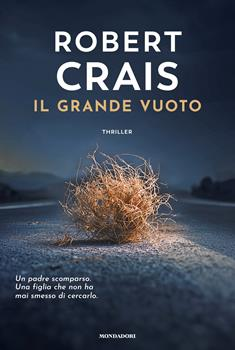 ROBERT
CRAIS
IL GRANDE VUOTO
THRILLER
Un padre scomparso.
Una figlia che non ha
mai smesso di cercarlo.
MONDADORI